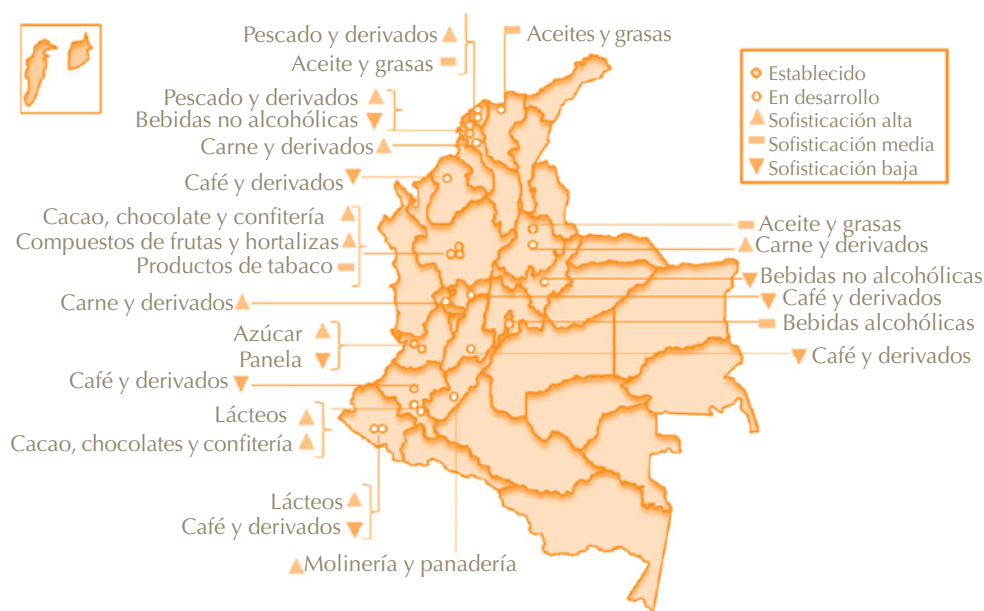 Pescado y derivados
Aceite y grasas
Aceites y grasas
Pescado y derivados
Bebidas no alcohólicas
Carne y derivados
Café y derivados
Cacao, chocolate y confitería
Compuestos de frutas y hortalizas
Productos de tabaco
Carne y derivados
Azúcar
Panela
Café y derivados
Lácteos
Cacao, chocolates y confitería
Lácteos
Café y derivados
Molinería y panadería
Establecido
En desarrollo
Sofisticación alta
Sofisticación media
Sofisticación baja
Aceite y grasas
Carne y derivados
Bebidas no alcohólicas
Café y derivados
Bebidas alcohólicas
Café y derivados